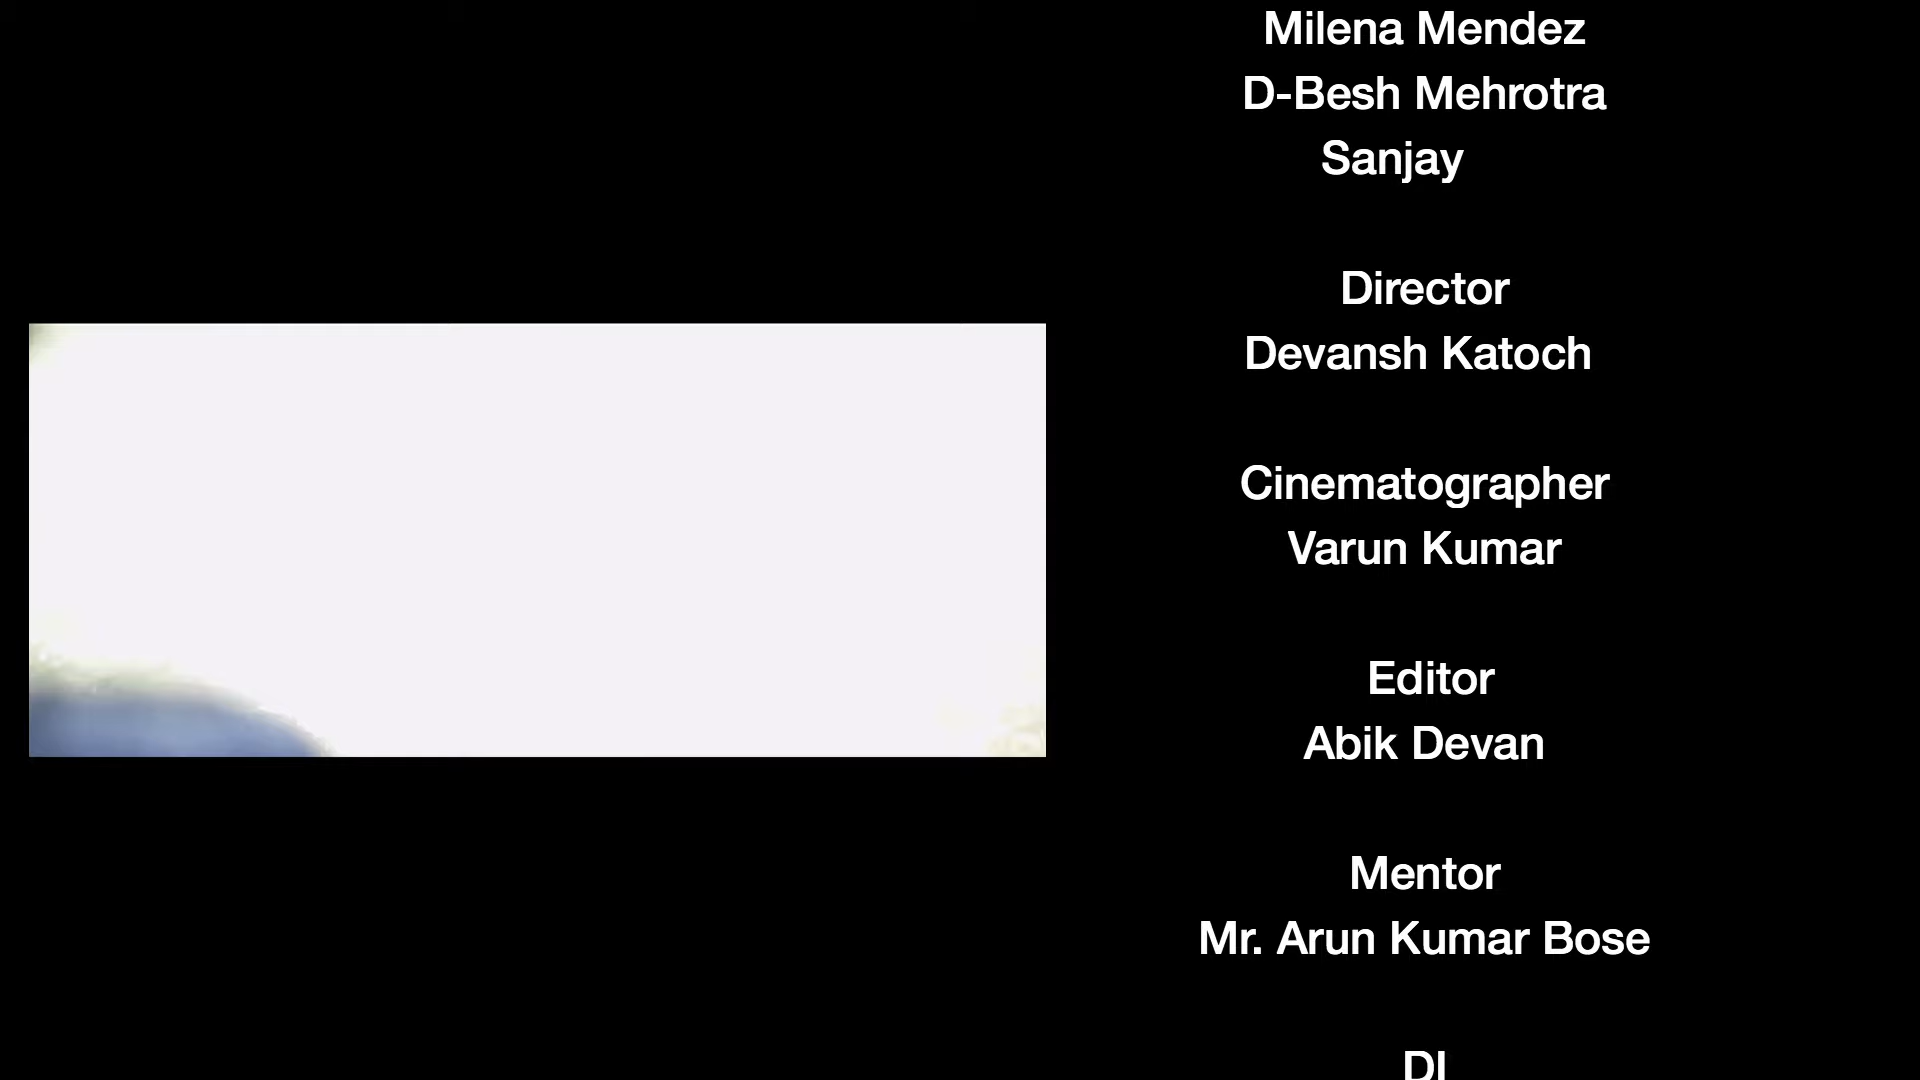 Milena Mendez
D-Besh Mehrotra
Sanjay
Director
Devansh Katoch
Cinematographer
Varun Kumar
Editor
Abik Devan
Mentor
Mr. Arun Kumar Bose
DI